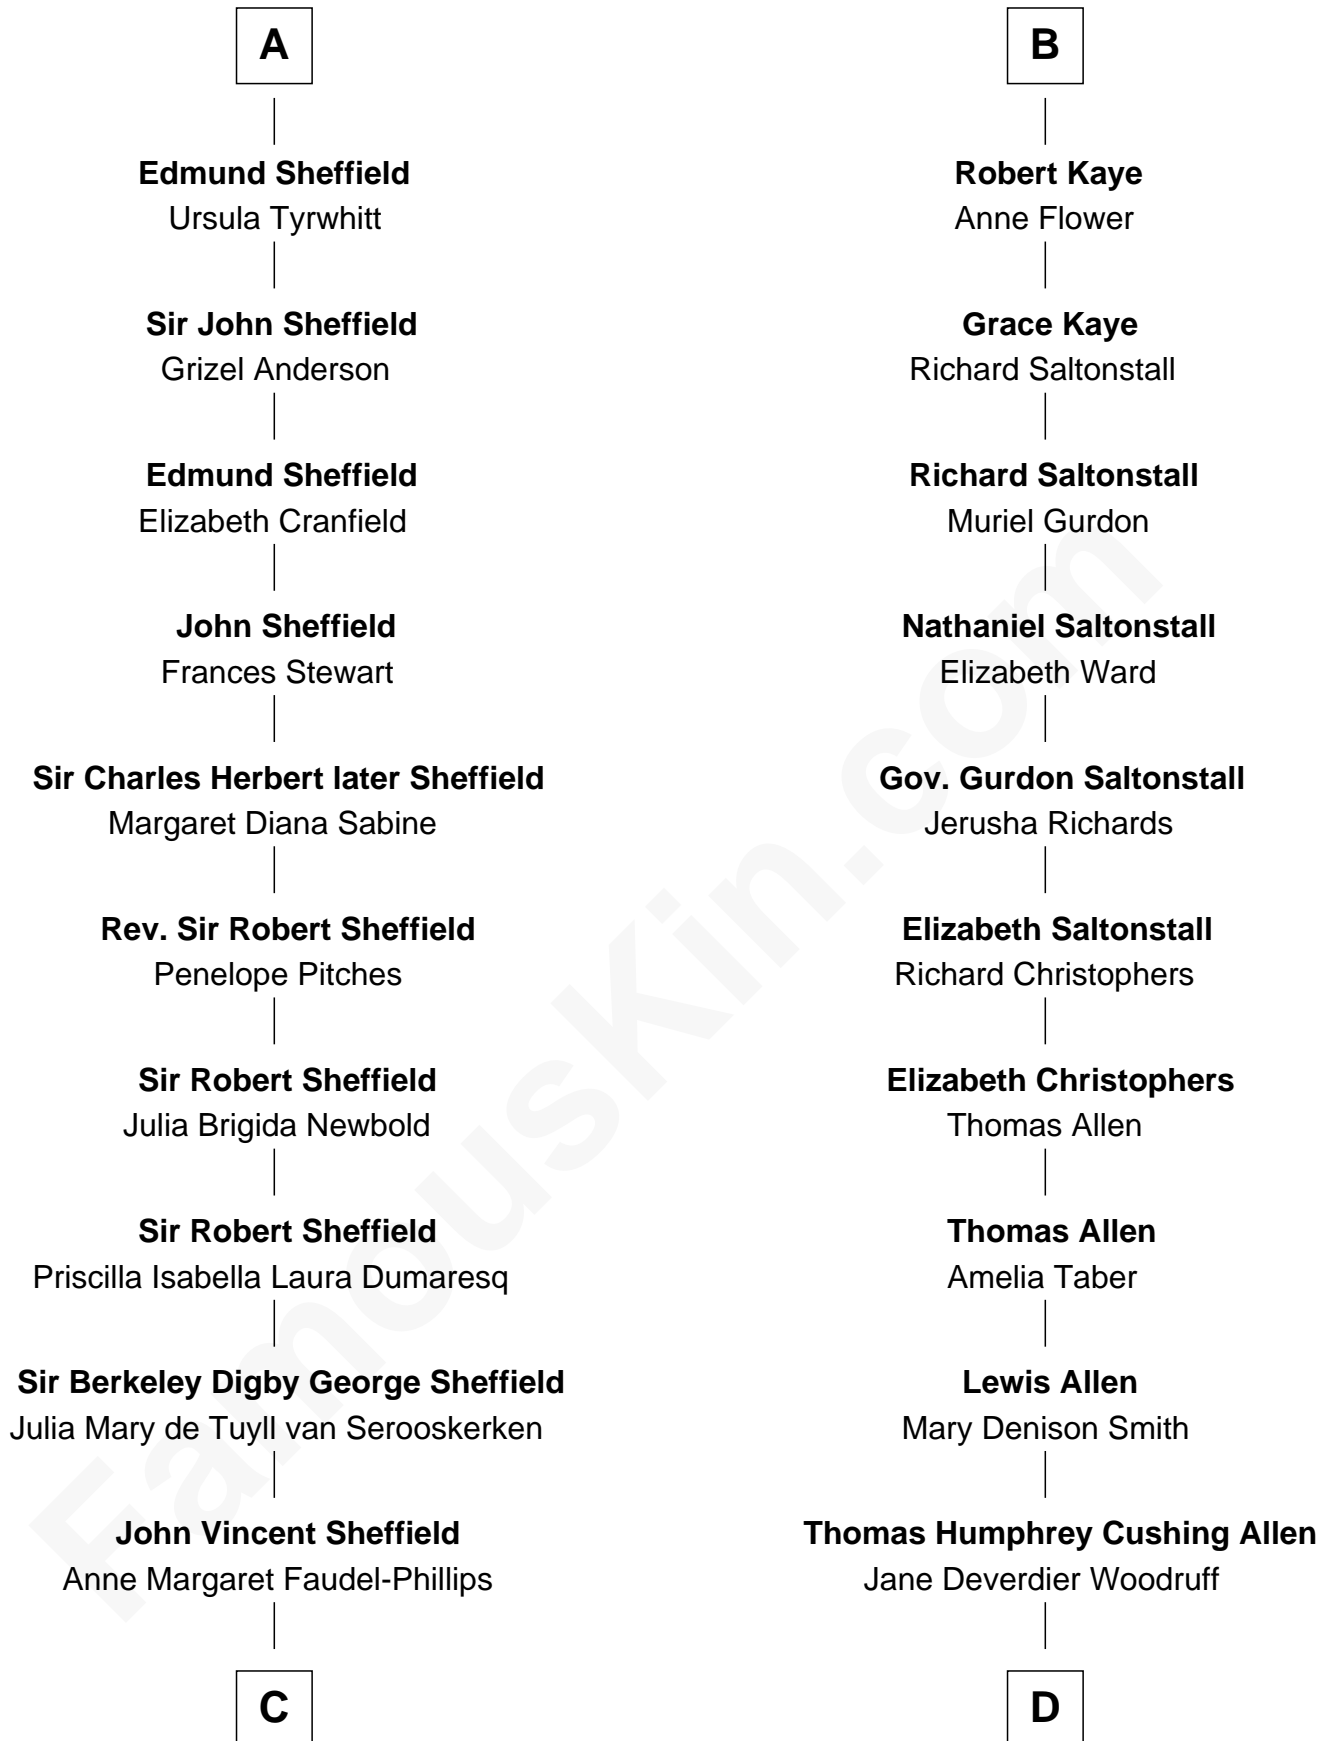 A
Edmund Sheffield
Ursula Tyrwhitt
Sir John Sheffield
Grizel Anderson
Edmund Sheffield
Elizabeth Cranfield
John Sheffield
Frances Stewart
Sir Charles Herbert later Sheffield
Margaret Diana Sabine
Rev. Sir Robert Sheffield
Penelope Pitches
Sir Robert Sheffield
Julia Brigida Newbold
Sir Robert Sheffield
Priscilla Isabella Laura Dumaresq
Sir Berkeley Digby George Sheffield
Julia Mary de Tuyll van Serooskerken
John Vincent Sheffield
Anne Margaret Faudel-Phillips
C
B
Robert Kaye
Anne Flower
Grace Kaye
Richard Saltonstall
Richard Saltonstall
Muriel Gurdon
Nathaniel Saltonstall
Elizabeth Ward
Gov. Gurdon Saltonstall
Jerusha Richards
Elizabeth Saltonstall
Richard Christophers
Elizabeth Christophers
Thomas Allen
Thomas Allen
Amelia Taber
Lewis Allen
Mary Denison Smith
Thomas Humphrey Cushing Allen
Jane Deverdier Woodruff
D
FamousKin.com